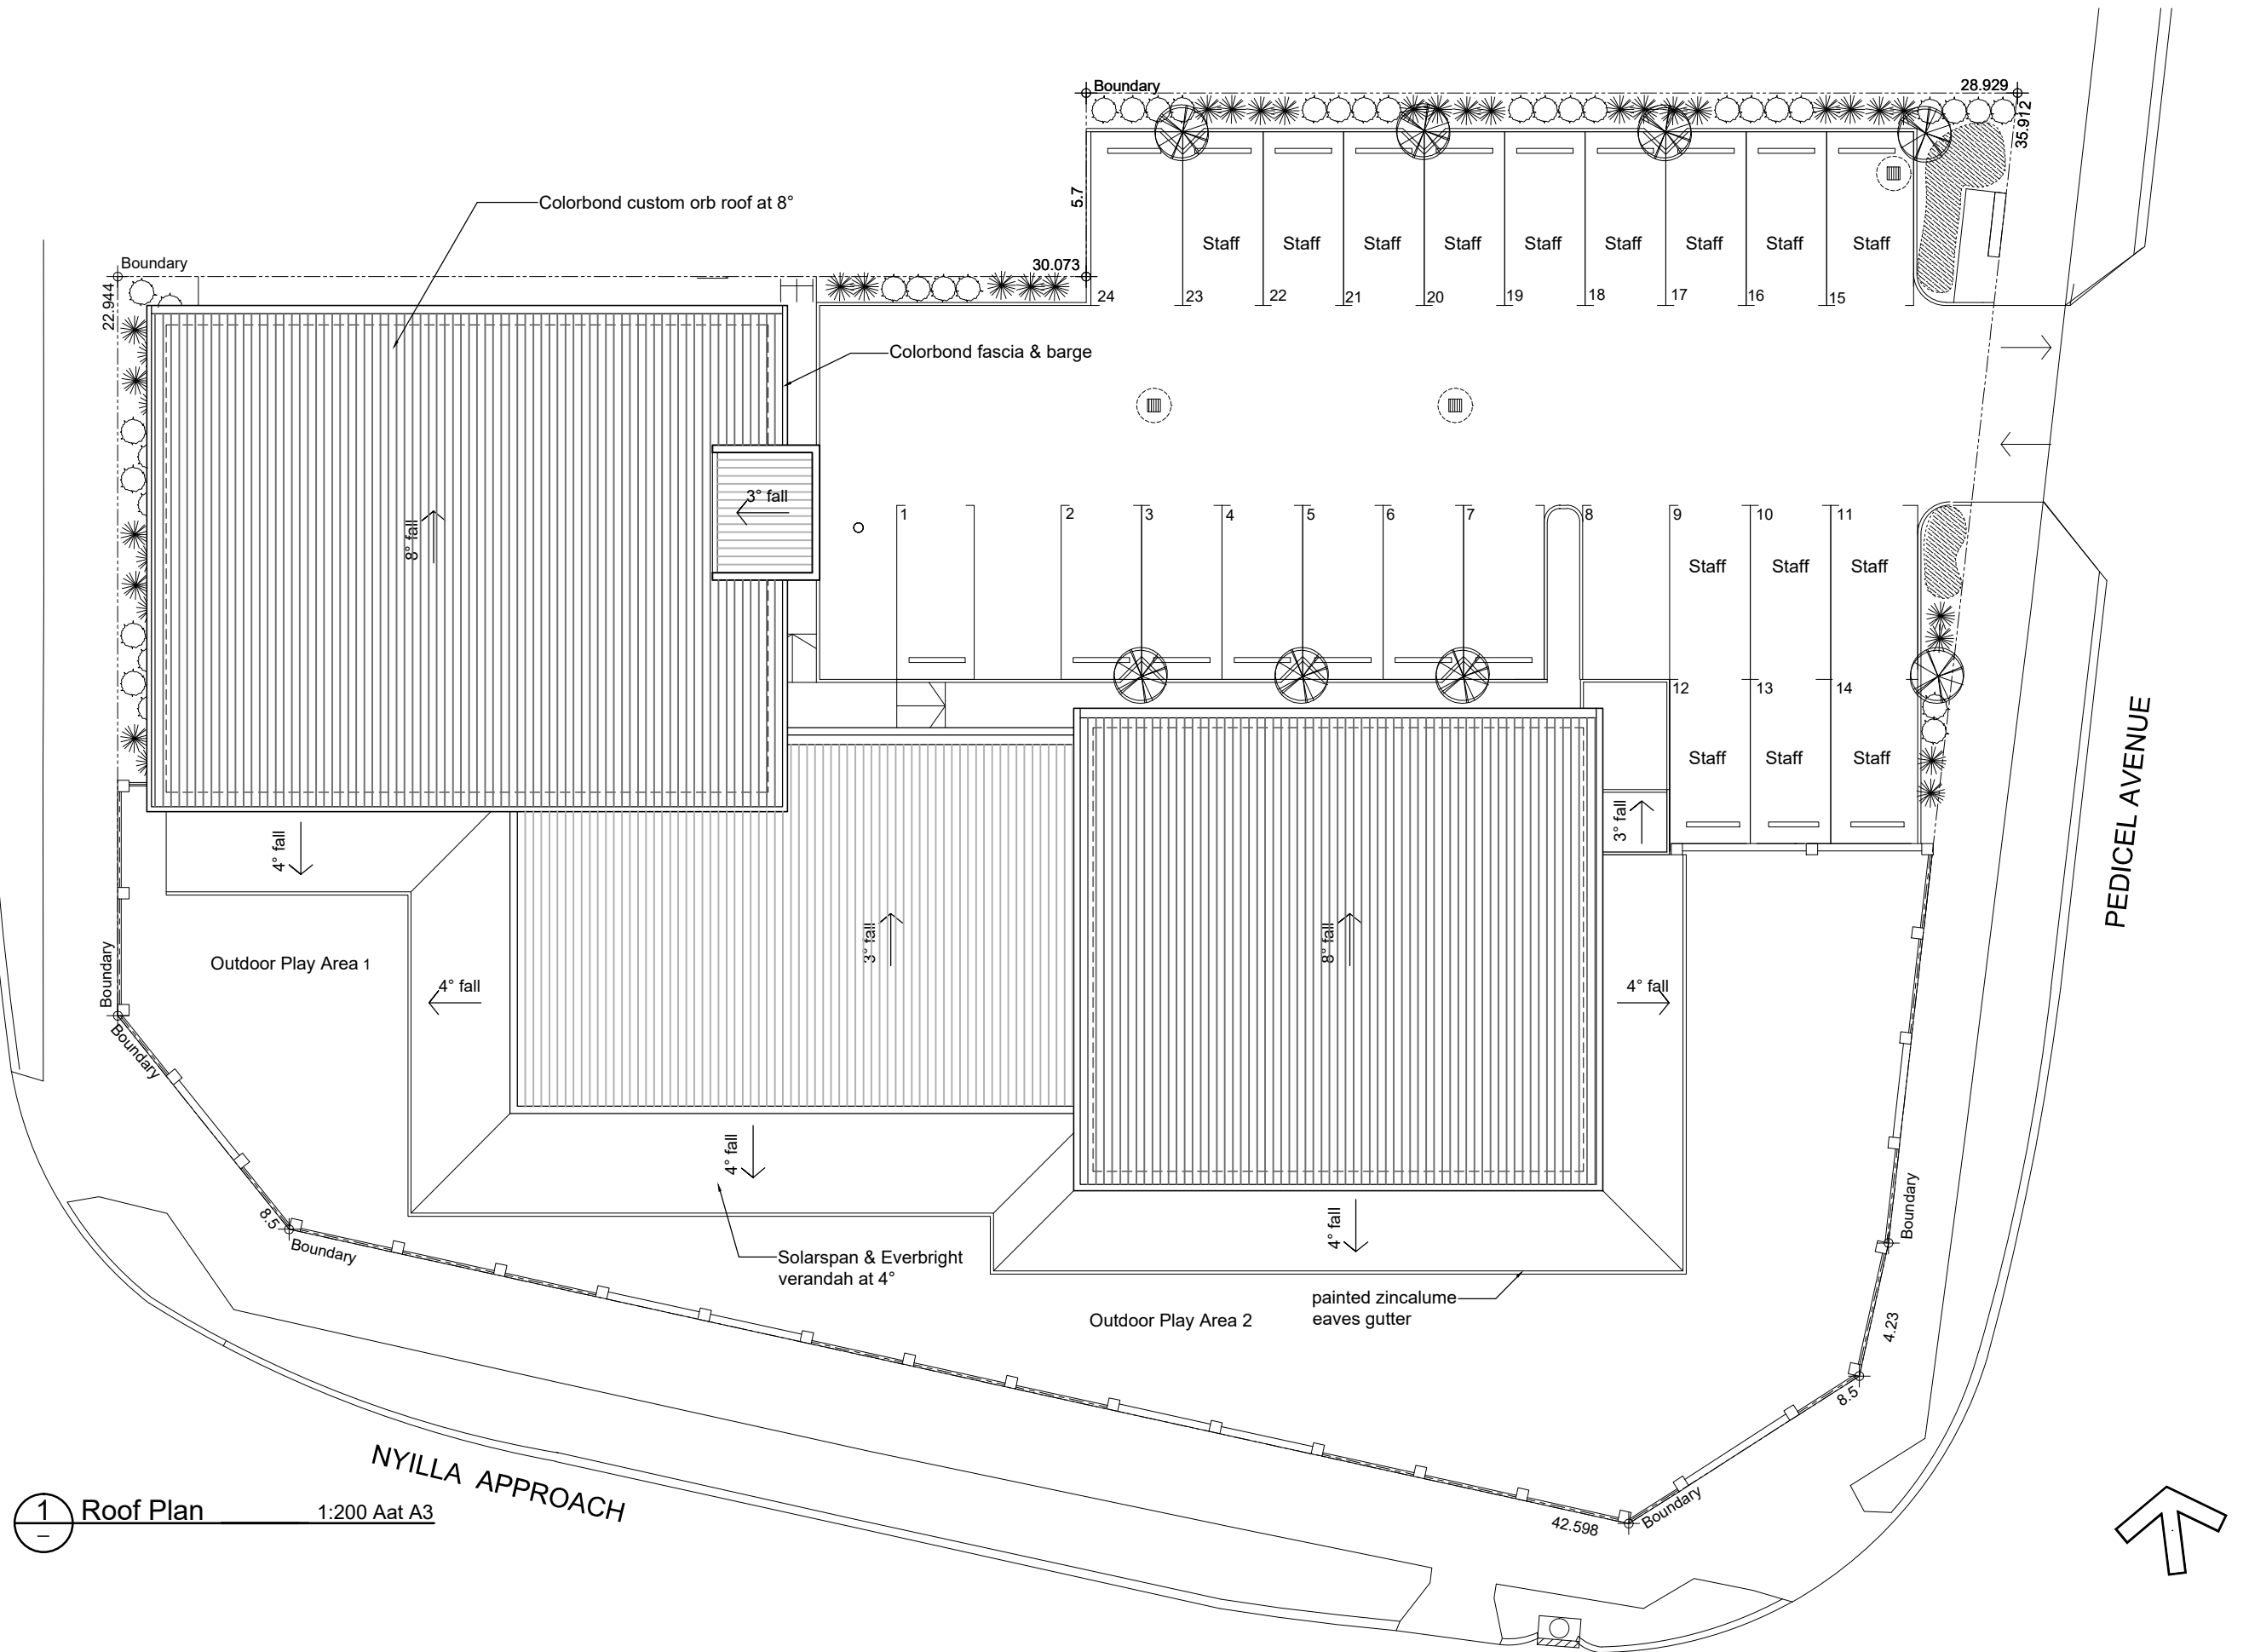 Boundary
28.929
35.912
Colorbond custom orb roof at 8°
5.7
Staff
Staff
Staff
Staff
Staff
Staff
Staff
Staff
Staff
Boundary
30.073
22.944
24
23
22
21
20
19
18
17
16
15
Colorbond fascia & barge
3° fall
8° fall
1
2
3
4
5
6
7
8
9
10
11
Staff
Staff
Staff
12
13
14
Staff
Staff
Staff
PEDICEL AVENUE
3° fall
4° fall
3° fall
8° fall
Outdoor Play Area 1
Boundary
4° fall
4° fall
Boundary
4° fall
Boundary
4° fall
8.5
Boundary
Solarspan & Everbright
verandah at 4°
painted zincalume
eaves gutter
Outdoor Play Area 2
4.23
8.5
NYILLA APPROACH
42.598
Boundary
1
–
Roof Plan
1:200 Aat A3